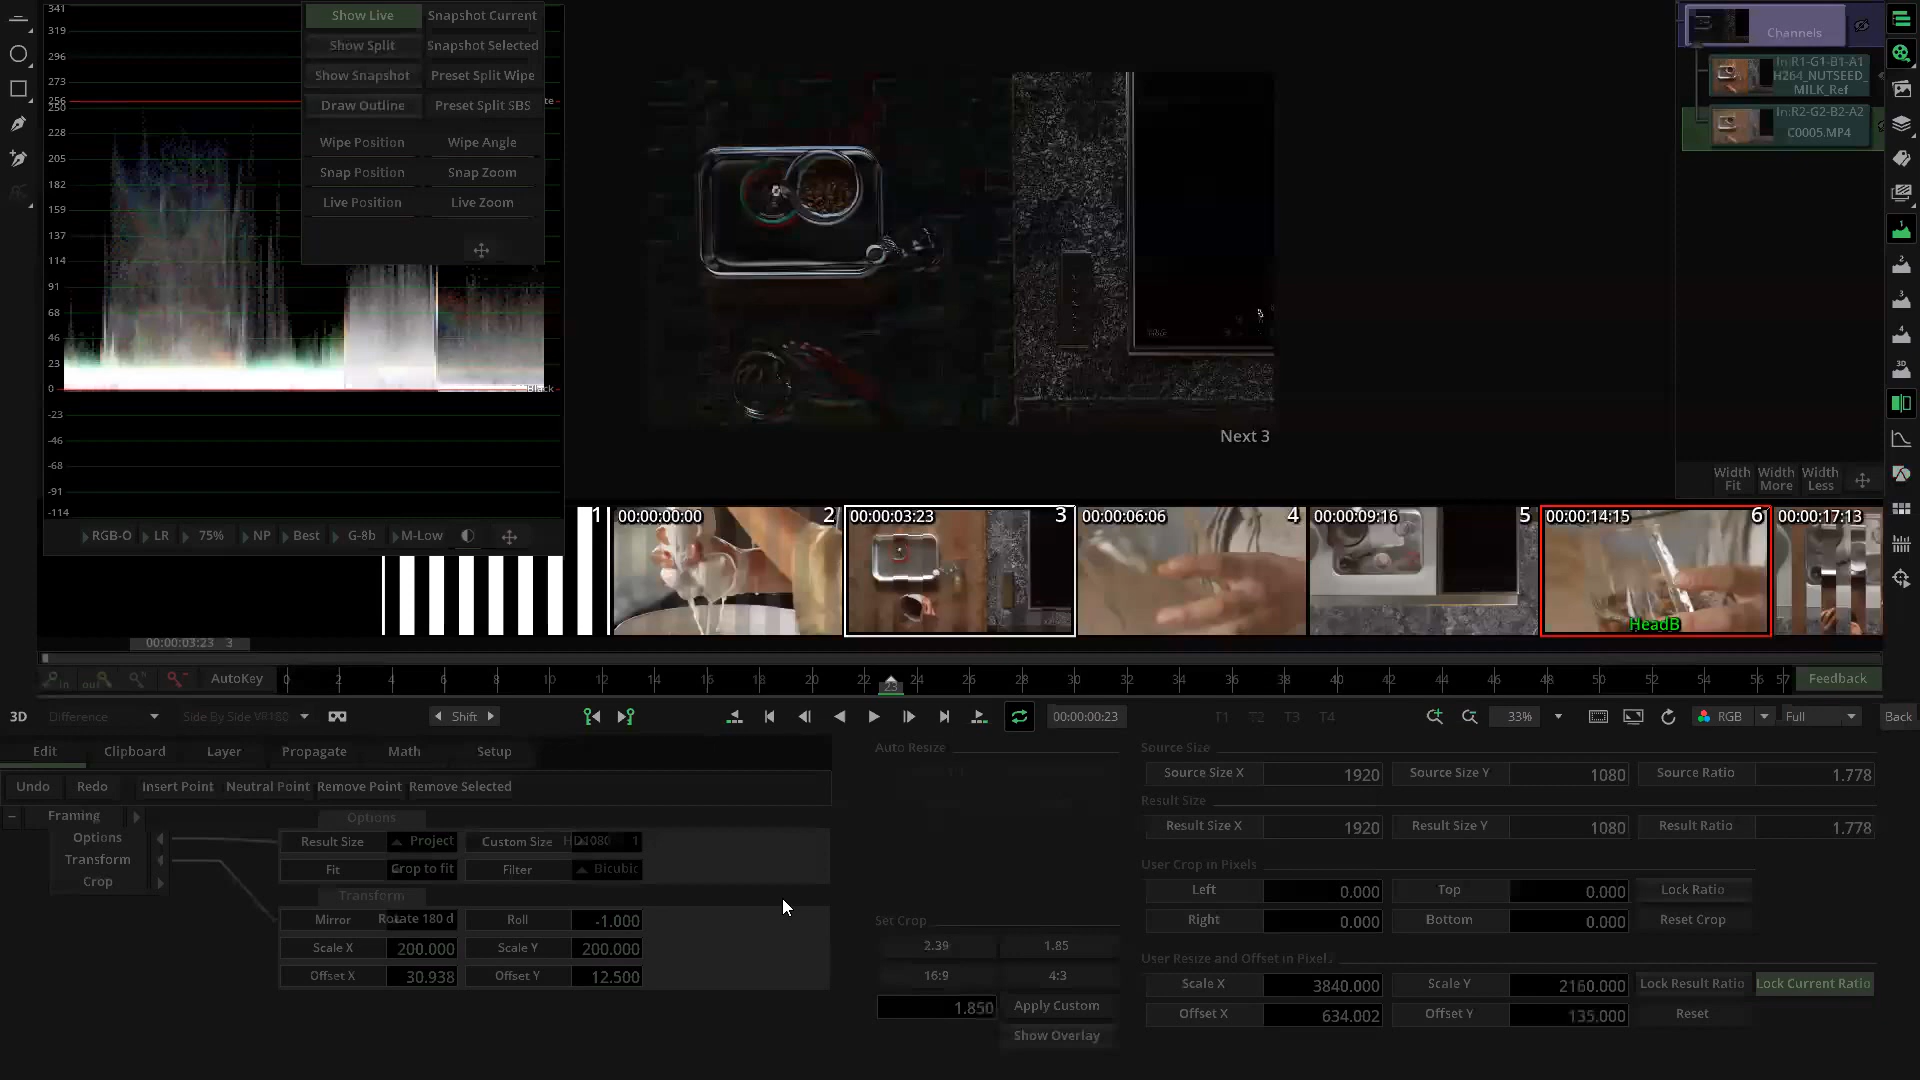 341
319
296
273
256
250
228
205
182
159
137
114
91
68
46
23
0
-23
-46
-68
-91
-114
Black
RGB-O LR 75% NP Best G-8b M-Low
Show Live Snapshot Current
Show Split Snapshot Selected
Show Snapshot Preset Split Wipe
Draw Outline Preset Split SBS
Wipe Position Wipe Angle
Snap Position Snap Zoom
Live Position Live Zoom
Next 3
Channels
In:R1-G1-B1-A1
H264_NUTSEED_
MILK_Ref
In:R2-G2-B2-A2
C0005.MP4
Width Fit Width More Width Less
1
2
3
4
3D
1 00:00:00:00 2 00:00:03:23 3 00:00:06:06 4 00:00:09:16 5 00:00:14:15 6 00:00:17:13
HeadB
00:00:03:23 3
in out AutoKey 0 2 4 6 8 10 12 14 16 18 20 22 23 24 26 28 30 32 34 36 38 40 42 44 46 48 50 52 54 56 57 Feedback
3D Difference Side By Side VR180 Shift 00:00:00:23 T1 T2 T3 T4 33% RGB Full Back
Edit Clipboard Layer Propagate Math Setup
Undo Redo Insert Point Neutral Point Remove Point Remove Selected
Framing
Options
Transform
Crop
Options
Result Size Project Custom Size HD1080 1
Fit Crop to fit Filter Bicubic
Transform
Mirror Rotate 180 d Roll -1.000
Scale X 200.000 Scale Y 200.000
Offset X 30.938 Offset Y 12.500
Auto Resize
Set Crop
2.39 1.85
16:9 4:3
1.850 Apply Custom
Show Overlay
Source Size
Source Size X 1920 Source Size Y 1080 Source Ratio 1.778
Result Size
Result Size X 1920 Result Size Y 1080 Result Ratio 1.778
User Crop in Pixels
Left 0.000 Top 0.000 Lock Ratio
Right 0.000 Bottom 0.000 Reset Crop
User Resize and Offset in Pixels
Scale X 3840.000 Scale Y 2160.000 Lock Result Ratio Lock Current Ratio
Offset X 634.002 Offset Y 135.000 Reset